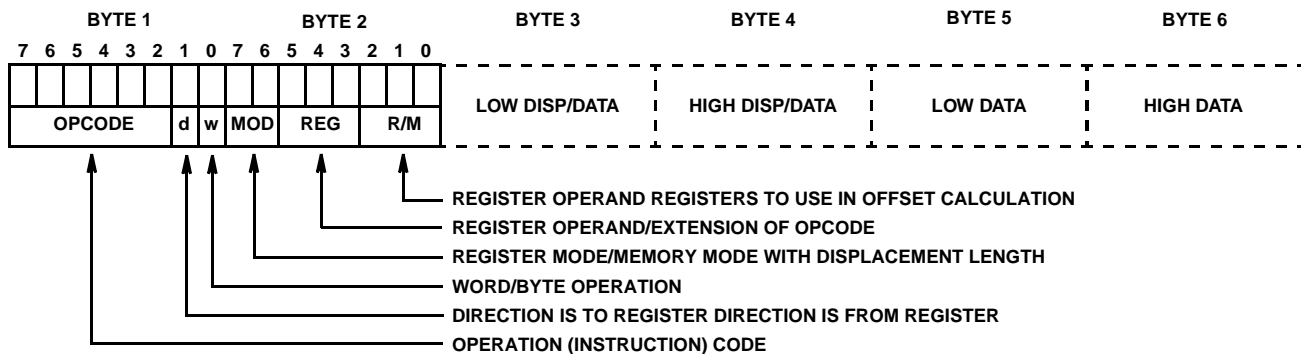 BYTE 1 BYTE 2 BYTE 3 BYTE 4 BYTE 5 BYTE 6
7 6 5 4 3 2 1 0 7 6 5 4 3 2 1 0
LOW DISP/DATA HIGH DISP/DATA LOW DATA HIGH DATA
OPCODE d w MOD REG R/M
REGISTER OPERAND REGISTERS TO USE IN OFFSET CALCULATION
REGISTER OPERAND/EXTENSION OF OPCODE
REGISTER MODE/MEMORY MODE WITH DISPLACEMENT LENGTH
WORD/BYTE OPERATION
DIRECTION IS TO REGISTER DIRECTION IS FROM REGISTER
OPERATION (INSTRUCTION) CODE